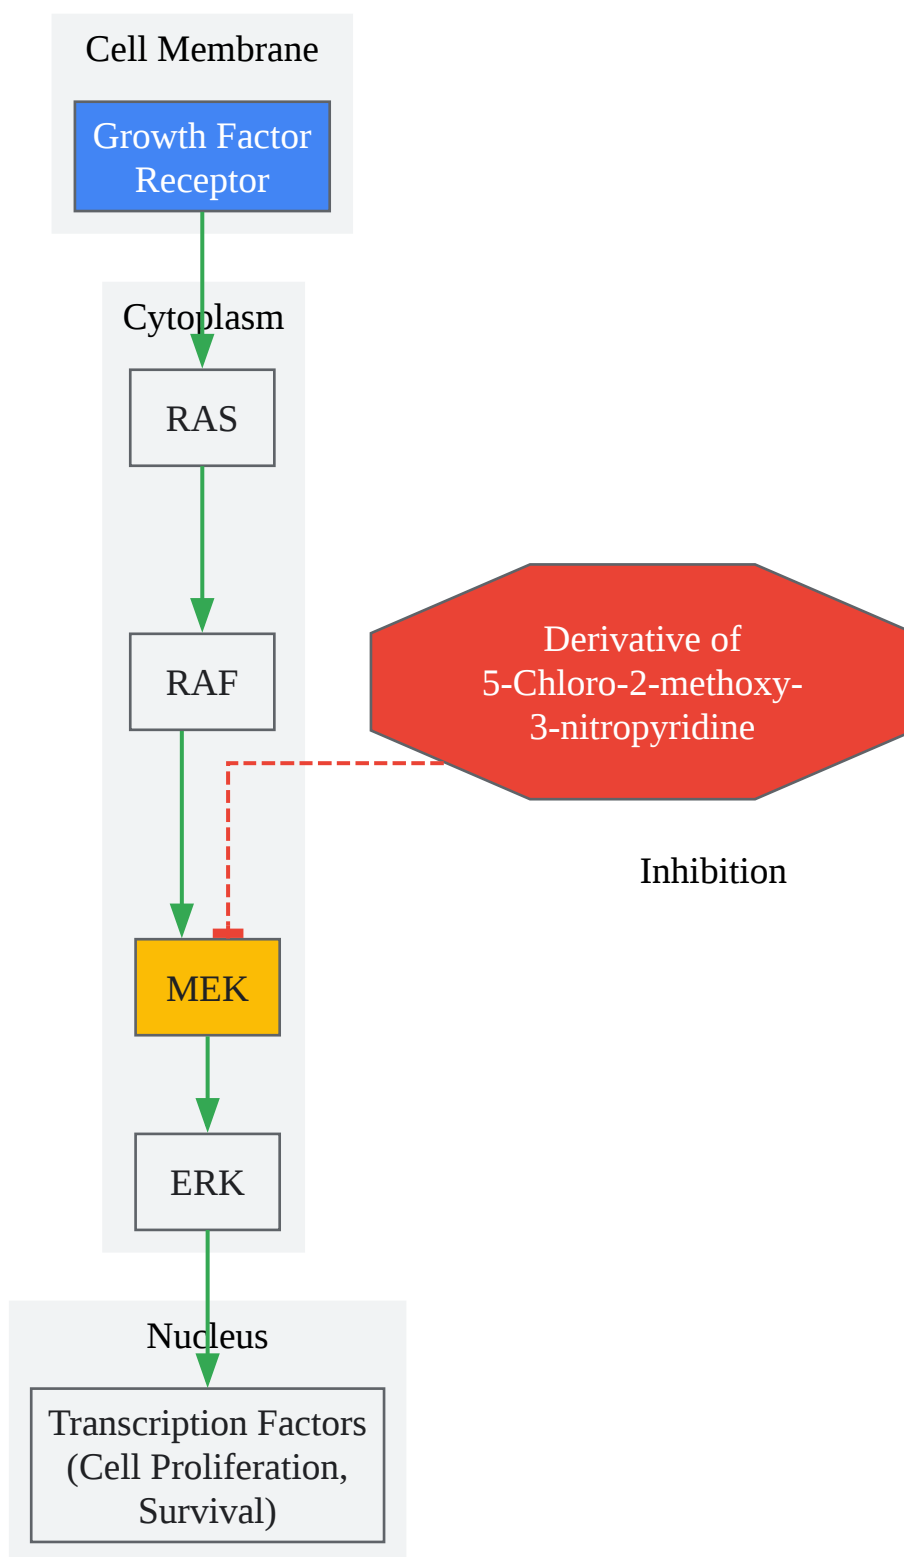 Cell Membrane
Growth Factor
Receptor
Cytoplasm
RAS
RAF
Derivative of
5-Chloro-2-methoxy-
3-nitropyridine
Inhibition
MEK
ERK
Nucleus
Transcription Factors
(Cell Proliferation,
Survival)